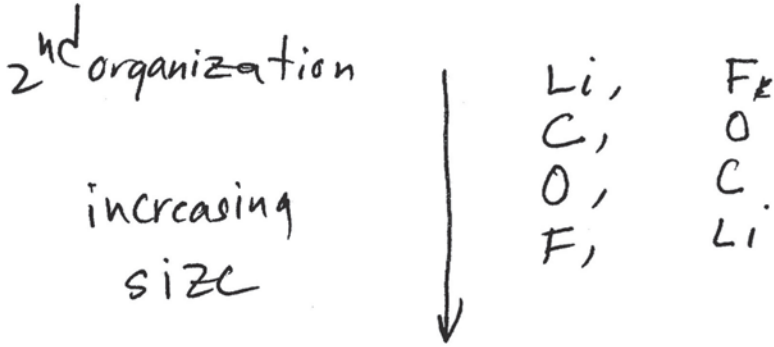 2nd organization
increasing
size
Li, F
C, O
O, C
F, Li